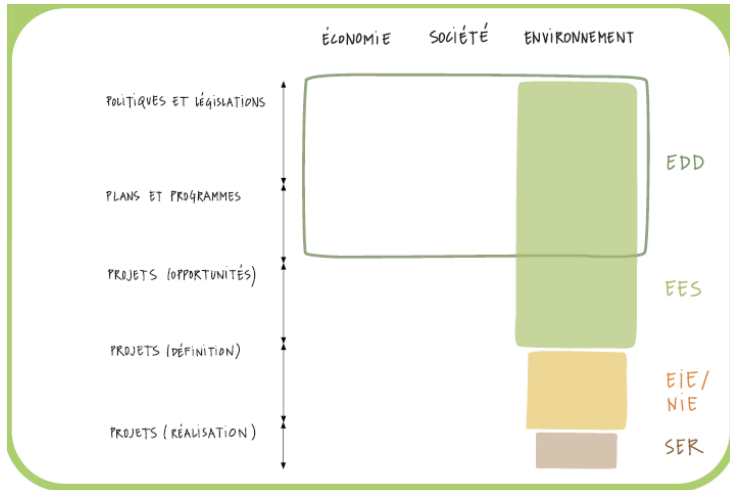 ÉCONOMIE SOCIÉTÉ ENVIRONNEMENT
POLITIQUES ET LÉGISLATIONS
EDD
PLANS ET PROGRAMMES
PROJETS (OPPORTUNITÉS)
EES
PROJETS (DÉFINITION)
EIE/
NIE
PROJETS (RÉALISATION)
SER